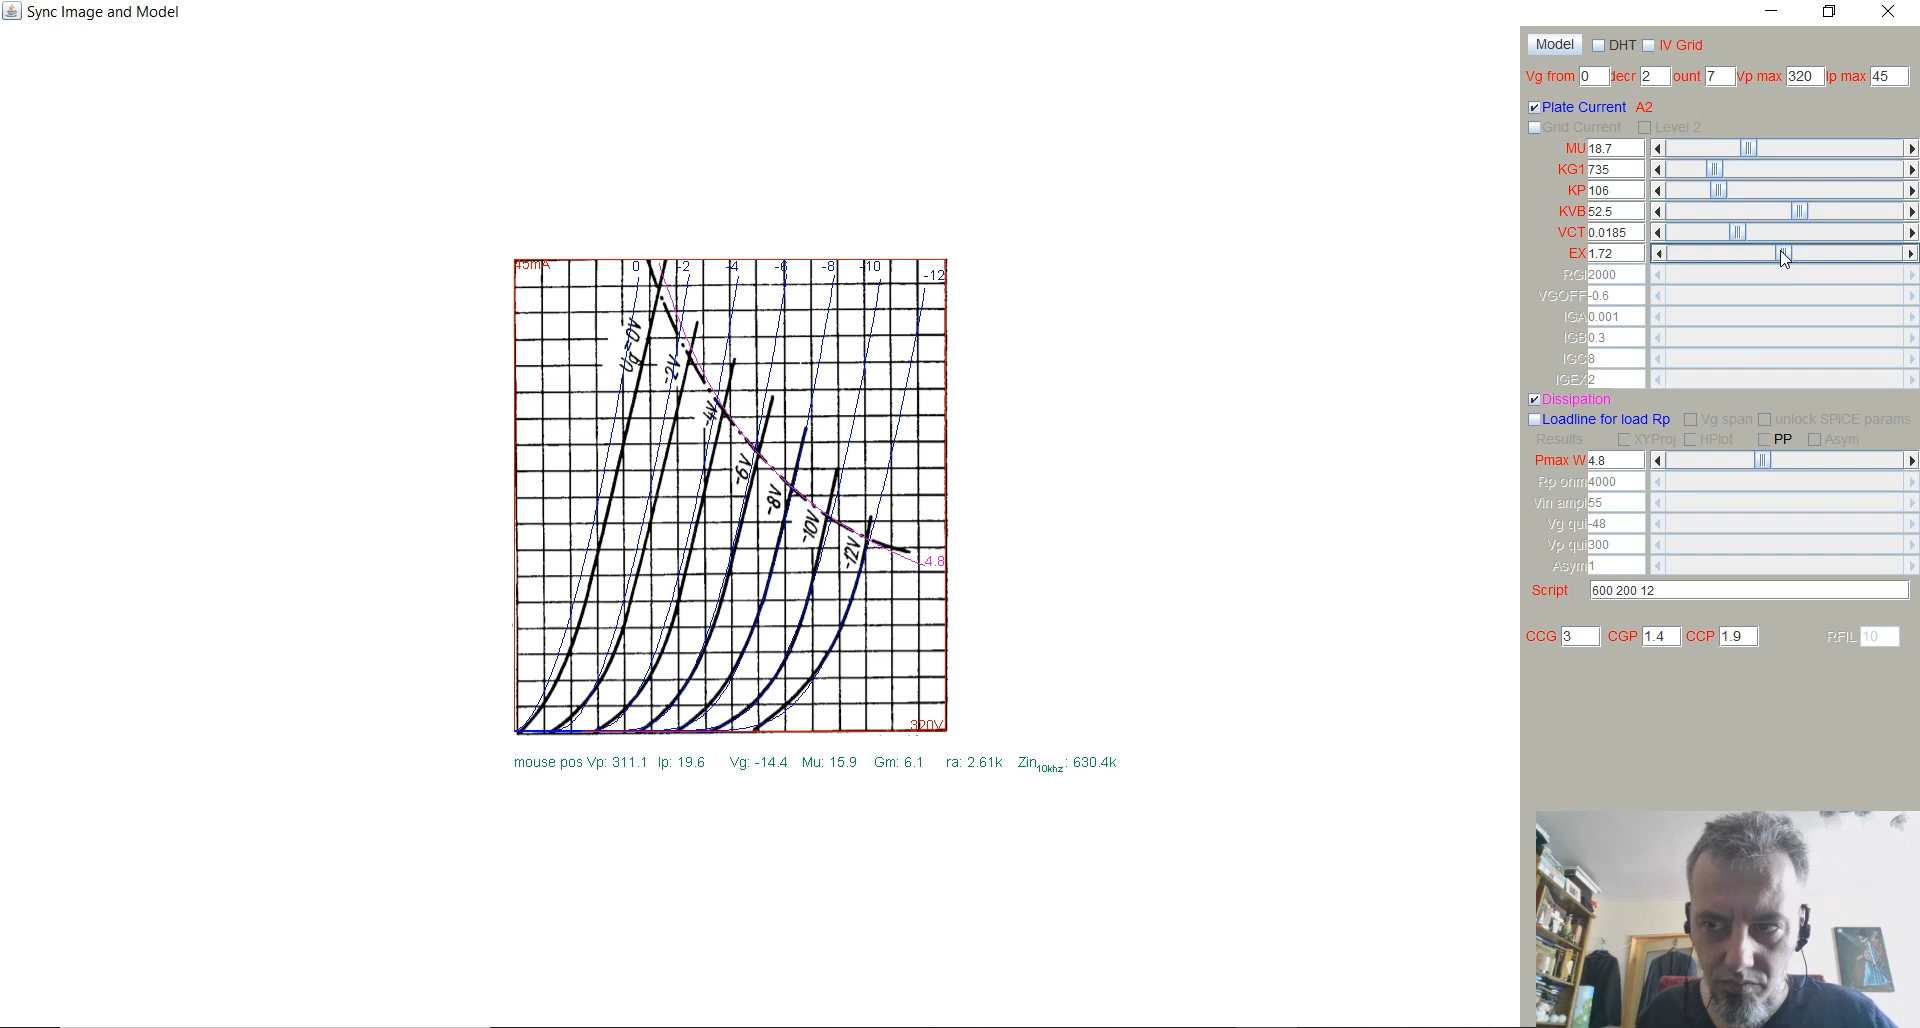 Sync Image and Model
Model DHT IV Grid
Vg from 0 decr 2 ount 7 Vp max 320 Ip max 45
Plate Current A2
Grid Current Level 2
MU 18.7
KG1 735
KP 106
KVB 52.5
VCT 0.0185
EX 1.72
RGI 2000
VGOFF -0.6
IGA 0.001
IGB 0.3
IGC 8
IGEX 2
Dissipation
Loadline for load Rp Vg span unlock SPICE params
Results XYProj HPlot PP Asym
Pmax W 4.8
Rp ohm 4000
Vin ampl 55
Vg qui -48
Vp qui 300
Asym 1
Script 600 200 12
CCG 3 CGP 1.4 CCP 1.9 RFIL 10
45mA 0 -2 -4 -6 -8 -10 -12
Ug=0V
-2V
-4V
-6V
-8V
-10V
-12V
4.8
320V
mouse pos Vp: 311.1 Ip: 19.6 Vg: -14.4 Mu: 15.9 Gm: 6.1 ra: 2.61k Zin10khz: 630.4k